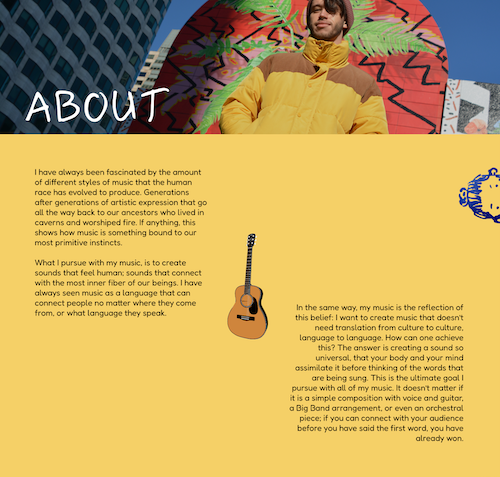 ABOUT
I have always been fascinated by the amount
of different styles of music that the human
race has evolved to produce. Generations
after generations of artistic expression that go
all the way back to our ancestors who lived in
caverns and worshiped fire. If anything, this
shows how music is something bound to our
most primitive instincts.
What I pursue with my music, is to create
sounds that feel human; sounds that connect
with the most inner fiber of our beings. I have
always seen music as a language that can
connect people no matter where they come
from, or what language they speak.
In the same way, my music is the reflection of
this belief: I want to create music that doesn't
need translation from culture to culture,
language to language. How can one achieve
this? The answer is creating a sound so
universal, that your body and your mind
assimilate it before thinking of the words that
are being sung. This is the ultimate goal I
pursue with all of my music. It doesn't matter if
it is a simple composition with voice and guitar,
a Big Band arrangement, or even an orchestral
piece; if you can connect with your audience
before you have said the first word, you have
already won.